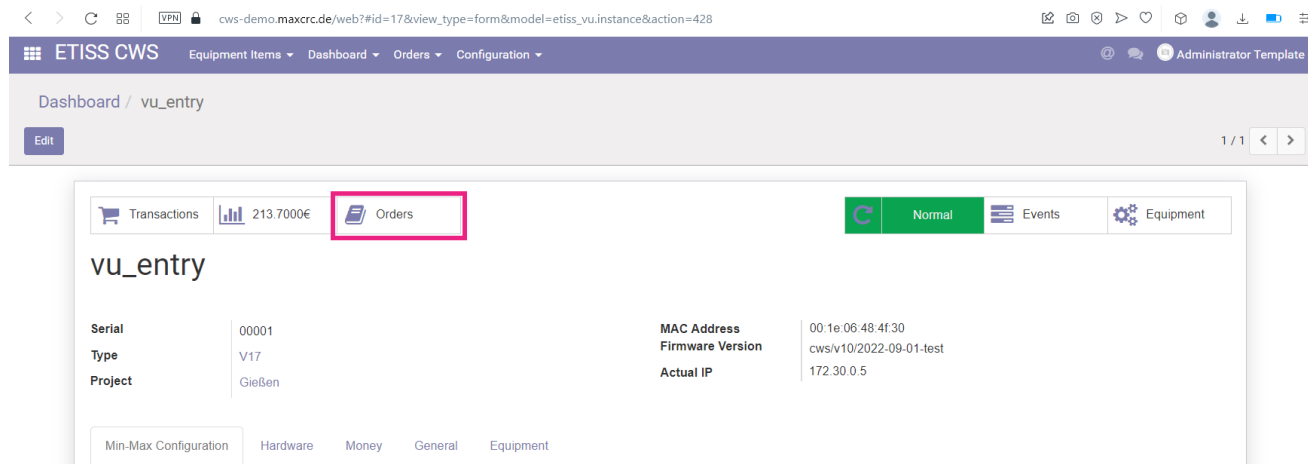 VPN cws-demo.maxcrc.de/web?#id=17&view_type=form&model=etiss_vu.instance&action=428
ETISS CWS Equipment Items Dashboard Orders Configuration @ Administrator Template
Dashboard / vu_entry
Edit 1 / 1
Transactions 213.7000€ Orders Normal Events Equipment
vu_entry
Serial 00001 MAC Address 00:1e:06:48:4f:30
Type V17 Firmware Version cws/v10/2022-09-01-test
Project Gießen Actual IP 172.30.0.5
Min-Max Configuration Hardware Money General Equipment